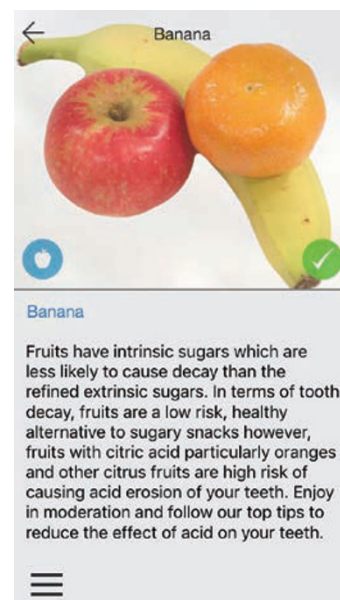 Banana
Banana
Fruits have intrinsic sugars which are
less likely to cause decay than the
refined extrinsic sugars. In terms of tooth
decay, fruits are a low risk, healthy
alternative to sugary snacks however,
fruits with citric acid particularly oranges
and other citrus fruits are high risk of
causing acid erosion of your teeth. Enjoy
in moderation and follow our top tips to
reduce the effect of acid on your teeth.